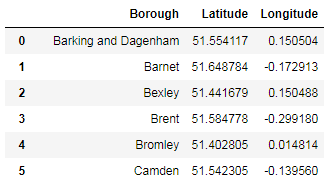 Borough Latitude Longitude
0 Barking and Dagenham 51.554117 0.150504
1 Barnet 51.648784 -0.172913
2 Bexley 51.441679 0.150488
3 Brent 51.584778 -0.299180
4 Bromley 51.402805 0.014814
5 Camden 51.542305 -0.139560